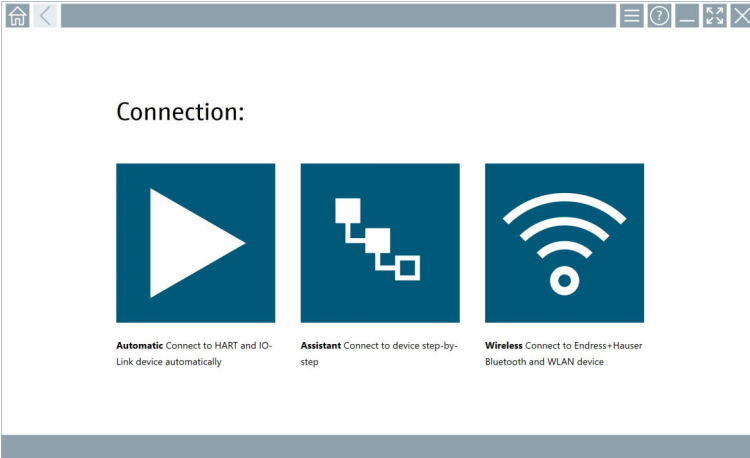 ?
Connection:
Automatic Connect to HART and IO-
Link device automatically
Assistant Connect to device step-by-
step
Wireless Connect to Endress+Hauser
Bluetooth and WLAN device